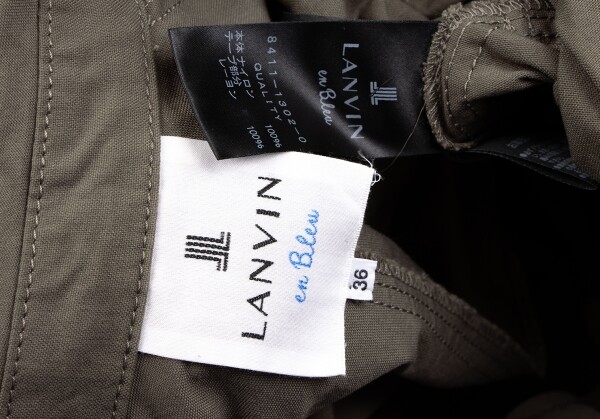 LANVIN
en Bleu
8411-1302-0
QUALITY
本体 ナイロン 100%
テープ部分
レーヨン 100%
LANVIN
en Bleu
36